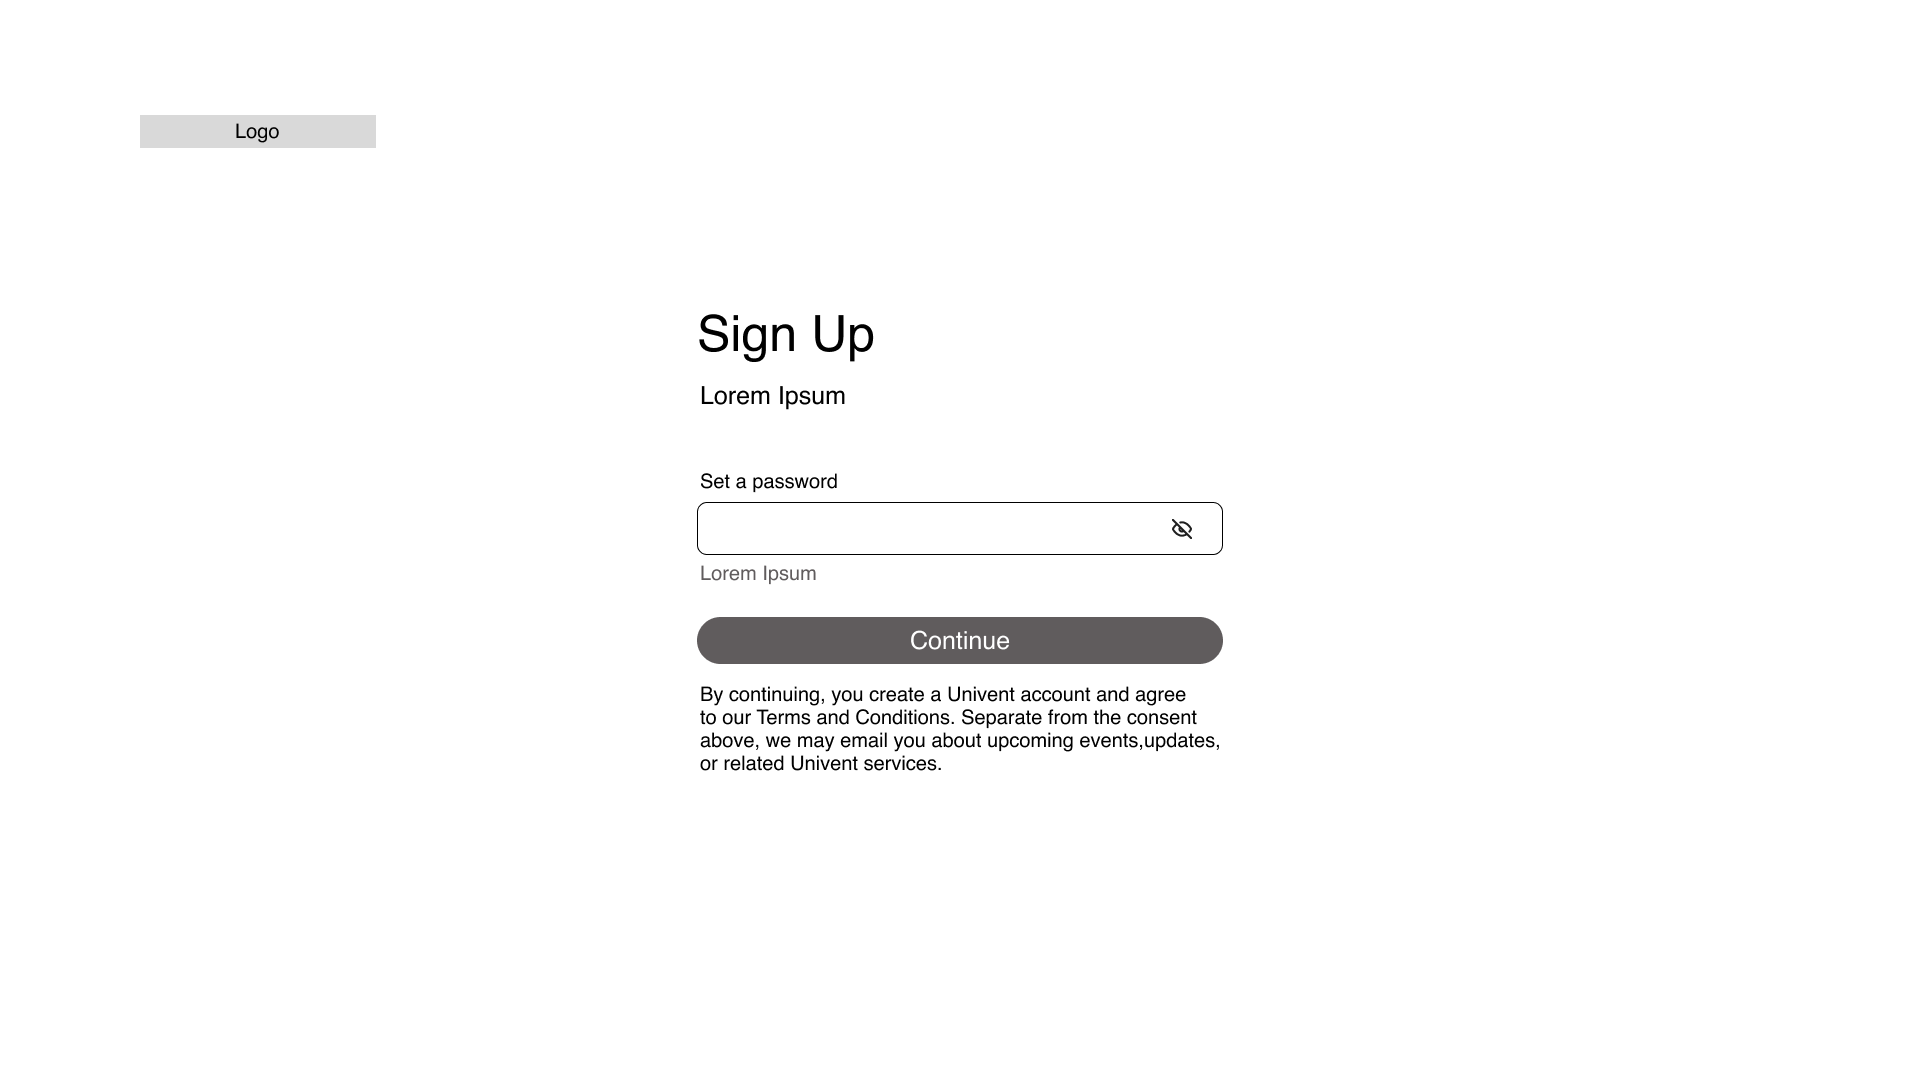 Logo
Sign Up
Lorem Ipsum
Set a password
Lorem Ipsum
Continue
By continuing, you create a Univent account and agree
to our Terms and Conditions. Separate from the consent
above, we may email you about upcoming events,updates,
or related Univent services.